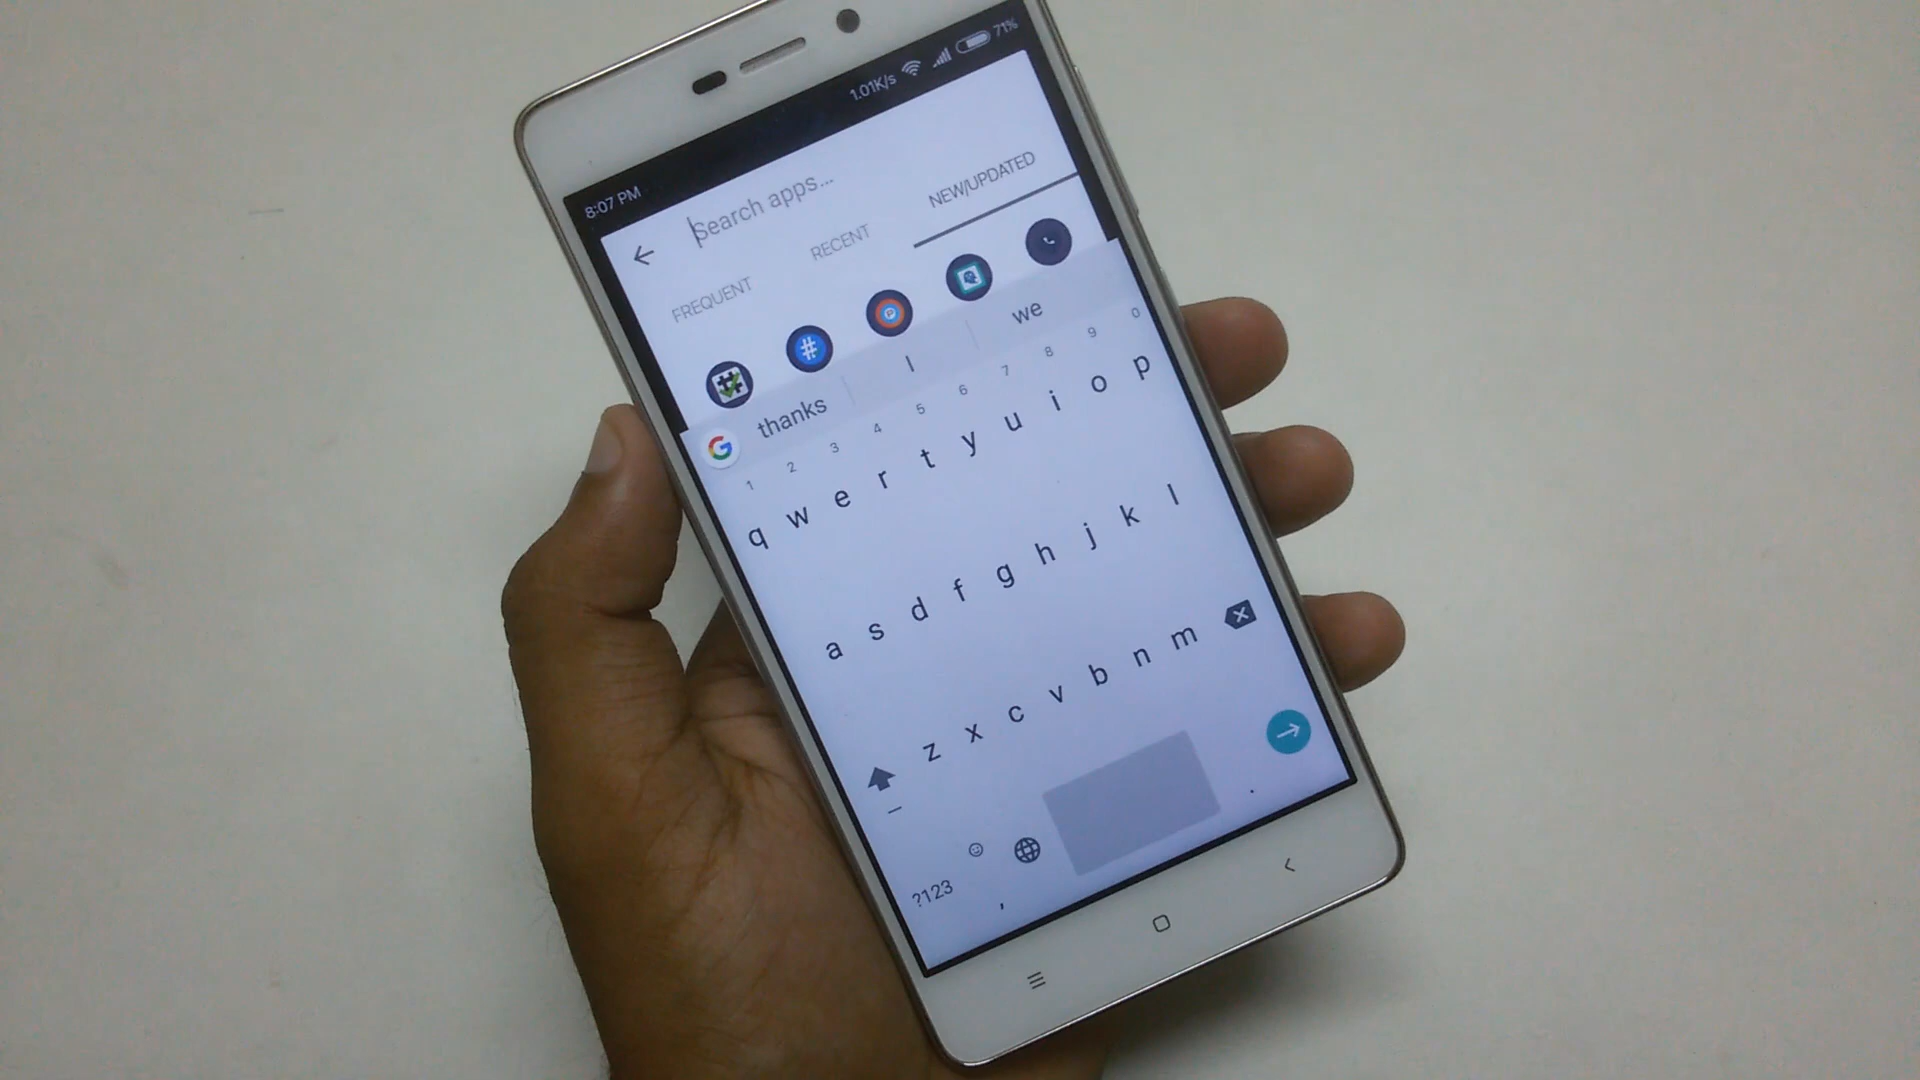 8:07 PM 1.01K/s 71%
Search apps...
FREQUENT RECENT NEW/UPDATED
thanks I we
1 2 3 4 5 6 7 8 9 0
q w e r t y u i o p
a s d f g h j k l
z x c v b n m
?123 , .